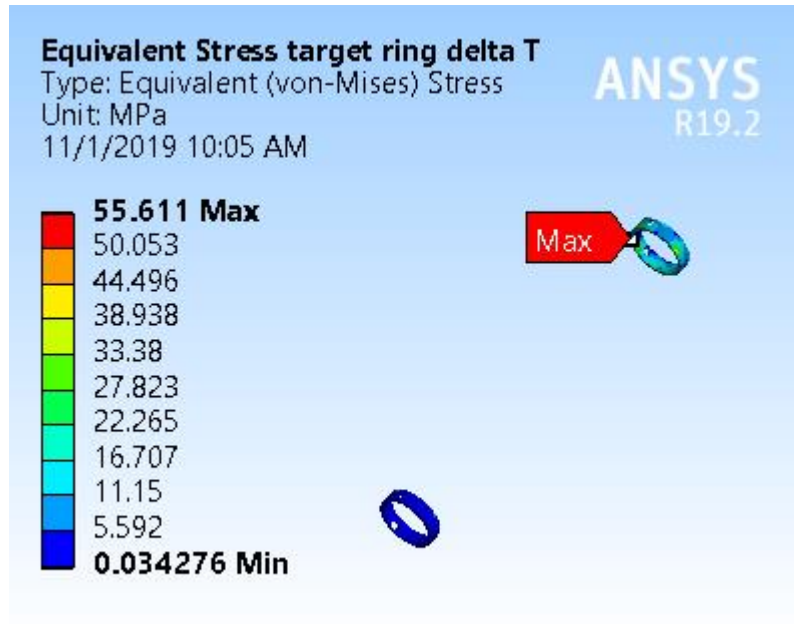 Equivalent Stress target ring delta T
Type: Equivalent (von-Mises) Stress
Unit: MPa
11/1/2019 10:05 AM
ANSYS
R19.2
55.611 Max
50.053
44.496
38.938
33.38
27.823
22.265
16.707
11.15
5.592
0.034276 Min
Max